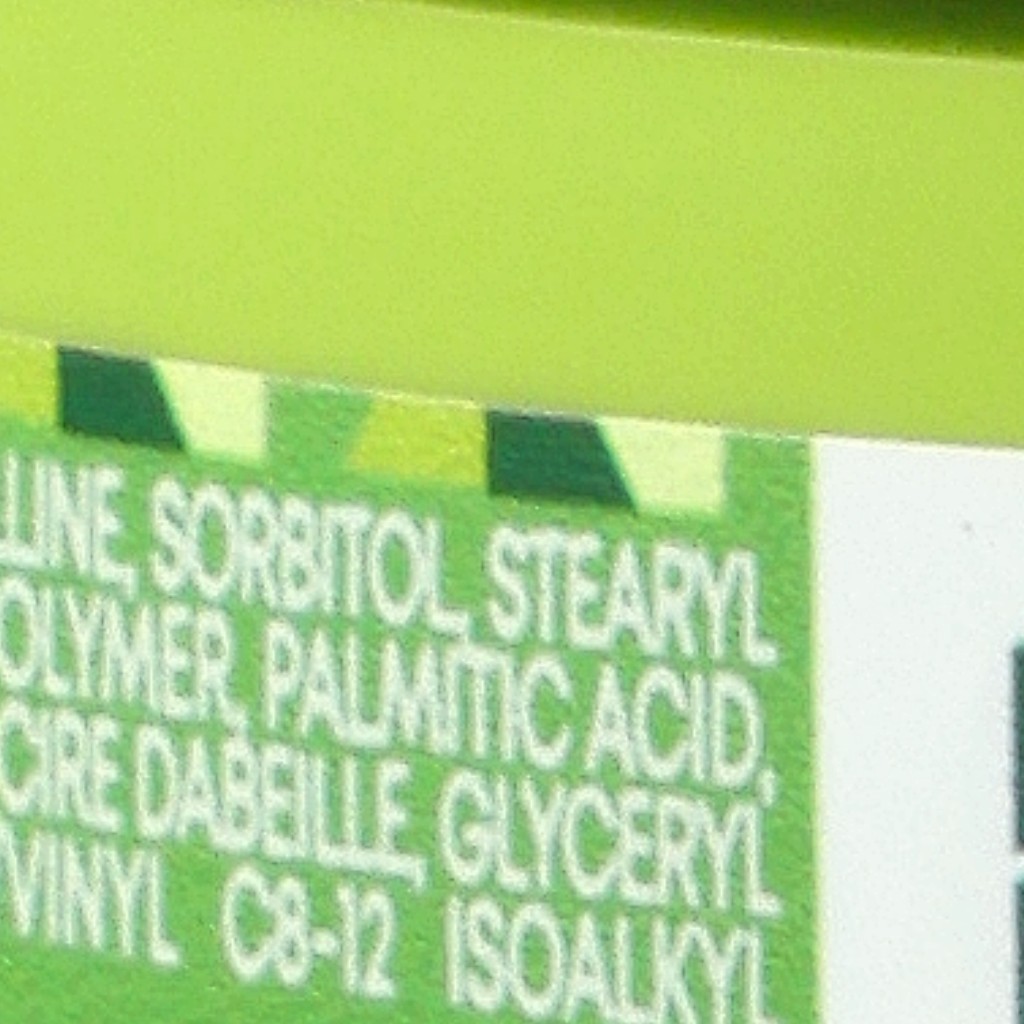 LINE, SORBITOL, STEARYL
OLYMER, PALMITIC ACID,
CIRE DABEILLE, GLYCERYL
VINYL C8-12 ISOALKYL